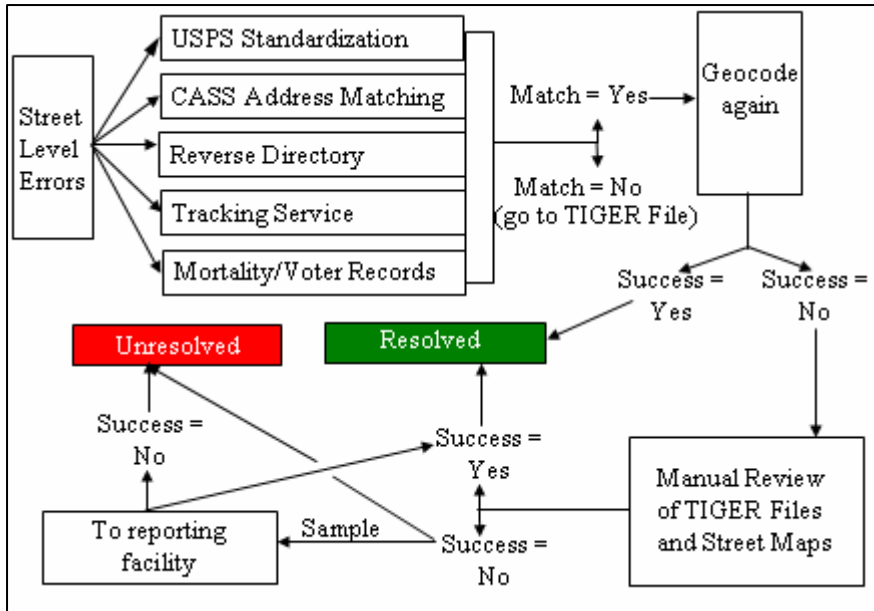 Street
Level
Errors
USPS Standardization
CASS Address Matching
Reverse Directory
Tracking Service
Mortality/Voter Records
Match = Yes
Match = No
(go to TIGER File)
Geocode
again
Success =
Yes
Success =
No
Unresolved
Resolved
Success =
No
Success =
Yes
Manual Review
of TIGER Files
and Street Maps
To reporting
facility
Sample
Success =
No